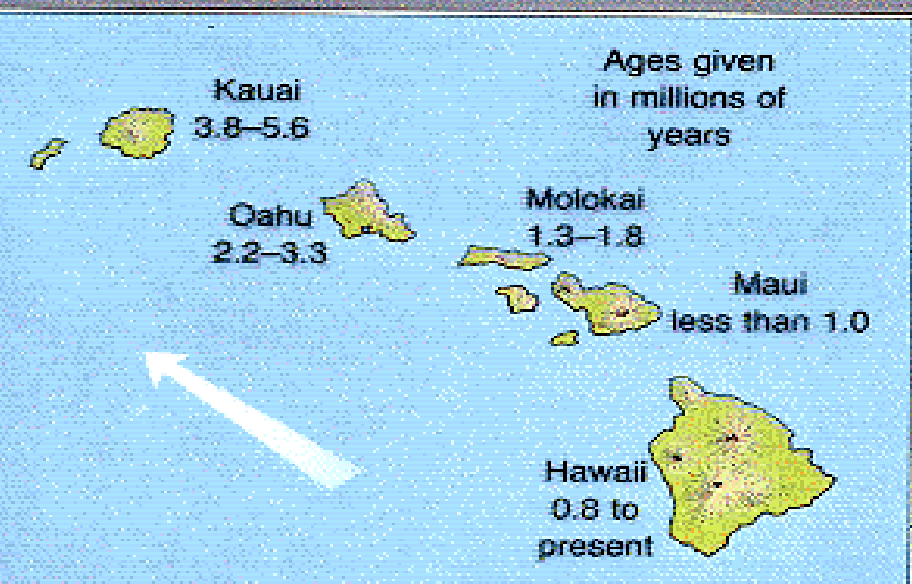 Kauai
3.8–5.6
Ages given
in millions of
years
Oahu
2.2–3.3
Molokai
1.3–1.8
Maui
less than 1.0
Hawaii
0.8 to
present